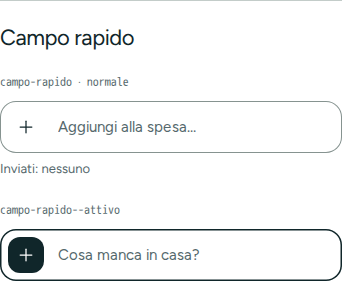 Campo rapido
campo-rapido · normale
Aggiungi alla spesa...
Inviati: nessuno
campo-rapido--attivo
Cosa manca in casa?